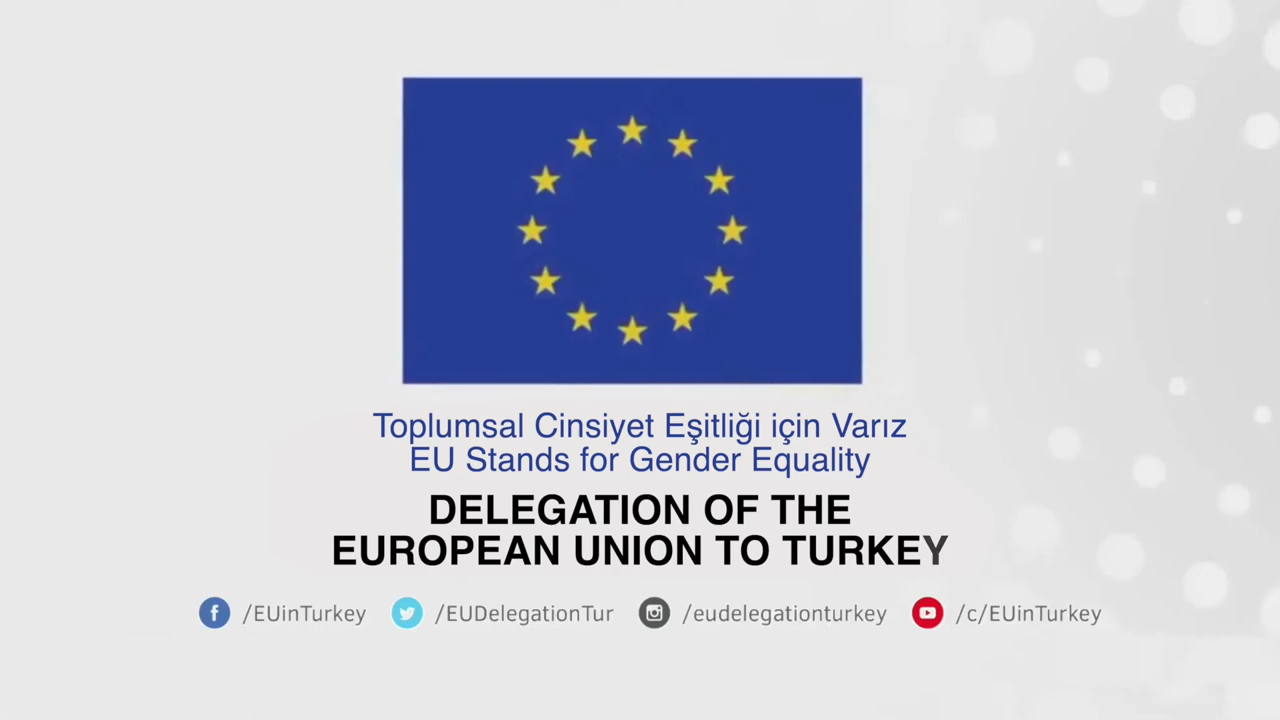 Toplumsal Cinsiyet Eşitliği için Varız
EU Stands for Gender Equality
DELEGATION OF THE
EUROPEAN UNION TO TURKEY
/EUinTurkey /EUDelegationTur /eudelegationturkey /c/EUinTurkey